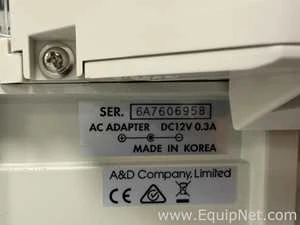 SER. 6A7606958
AC ADAPTER DC12V 0.3A
MADE IN KOREA
A&D Company, Limited
CE
www.EquipNet.com